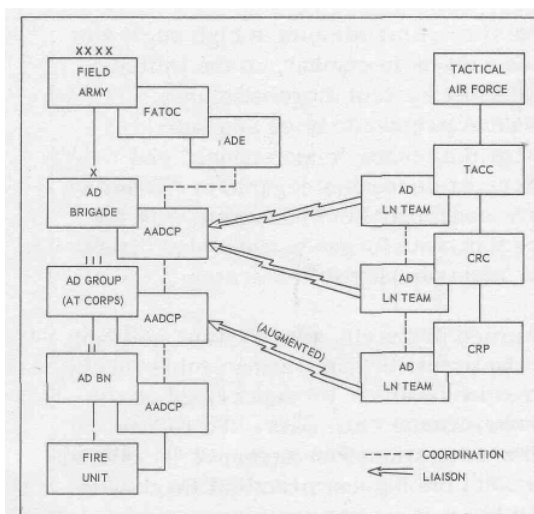 XXXX
FIELD
ARMY
FATOC
ADE
X
AD
BRIGADE
AADCP
III
AD GROUP
(AT CORPS)
AADCP
II
AD BN
AADCP
I
FIRE
UNIT
TACTICAL
AIR FORCE
TACC
AD
LN TEAM
CRC
AD
LN TEAM
CRP
AD
LN TEAM
(AUGMENTED)
COORDINATION
LIAISON